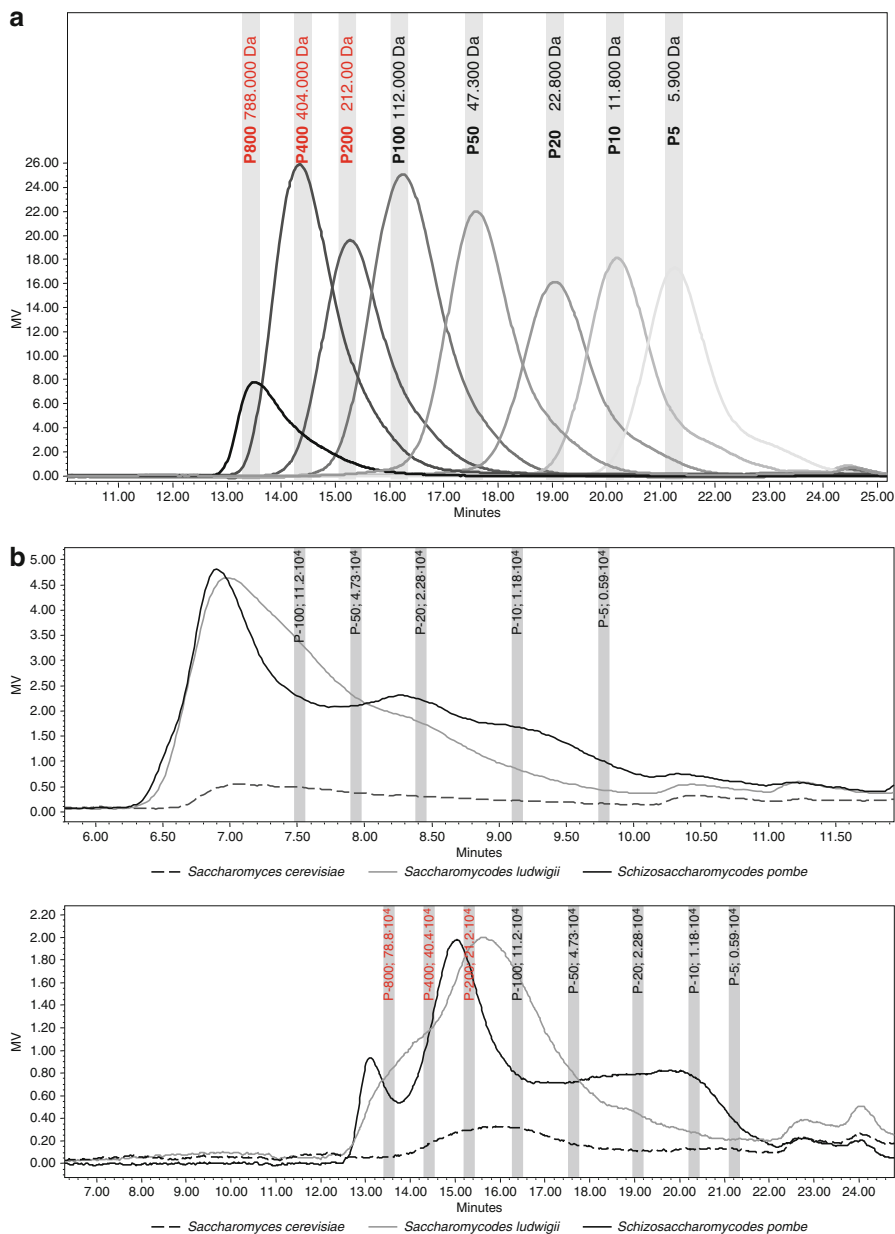 a
P800 788.000 Da
P400 404.000 Da
P200 212.00 Da
P100 112.000 Da
P50 47.300 Da
P20 22.800 Da
P10 11.800 Da
P5 5.900 Da
26.00
24.00
22.00
20.00
18.00
16.00
14.00
12.00
10.00
8.00
6.00
4.00
2.00
0.00
MV
11.00 12.00 13.00 14.00 15.00 16.00 17.00 18.00 19.00 20.00 21.00 22.00 23.00 24.00 25.00
Minutes
b
P-100; 11.2·10⁴
P-50; 4.73·10⁴
P-20; 2.28·10⁴
P-10; 1.18·10⁴
P-5; 0.59·10⁴
5.00
4.50
4.00
3.50
3.00
2.50
2.00
1.50
1.00
0.50
0.00
MV
6.00 6.50 7.00 7.50 8.00 8.50 9.00 9.50 10.00 10.50 11.00 11.50
Minutes
Saccharomyces cerevisiae Saccharomycodes ludwigii Schizosaccharomycodes pombe
P-800; 78.8·10⁴
P-400; 40.4·10⁴
P-200; 21.2·10⁴
P-100; 11.2·10⁴
P-50; 4.73·10⁴
P-20; 2.28·10⁴
P-10; 1.18·10⁴
P-5; 0.59·10⁴
2.20
2.00
1.80
1.60
1.40
1.20
1.00
0.80
0.60
0.40
0.20
0.00
MV
7.00 8.00 9.00 10.00 11.00 12.00 13.00 14.00 15.00 16.00 17.00 18.00 19.00 20.00 21.00 22.00 23.00 24.00
Minutes
Saccharomyces cerevisiae Saccharomycodes ludwigii Schizosaccharomycodes pombe